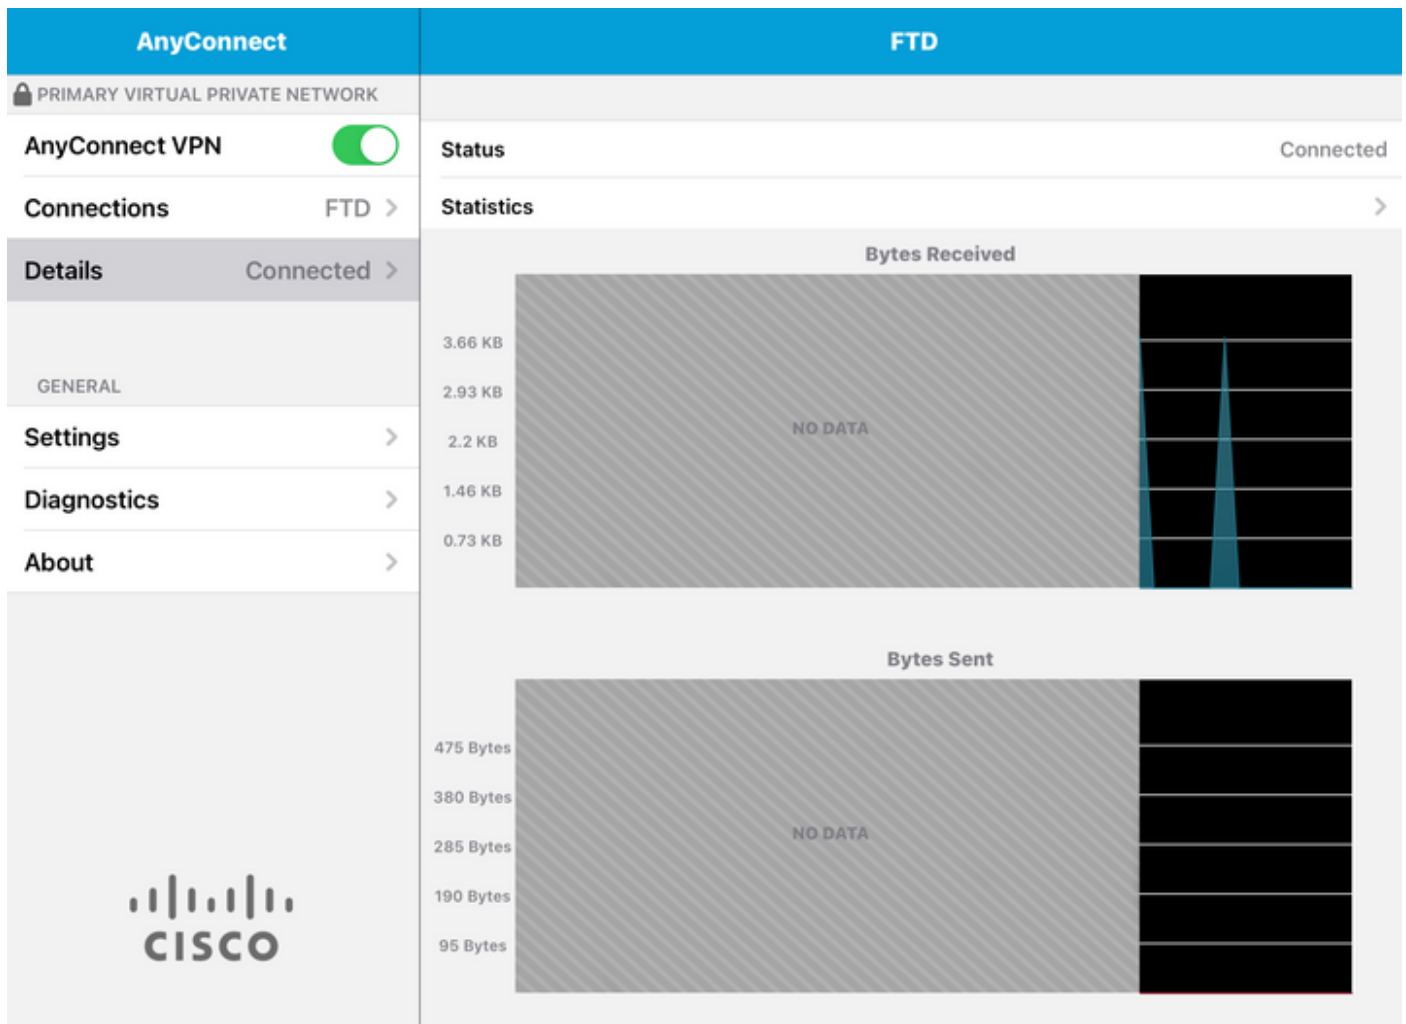 AnyConnect
PRIMARY VIRTUAL PRIVATE NETWORK
AnyConnect VPN
Connections FTD
Details Connected
GENERAL
Settings
Diagnostics
About
CISCO
FTD
Status Connected
Statistics
Bytes Received
3.66 KB
2.93 KB
2.2 KB
1.46 KB
0.73 KB
NO DATA
Bytes Sent
475 Bytes
380 Bytes
285 Bytes
190 Bytes
95 Bytes
NO DATA